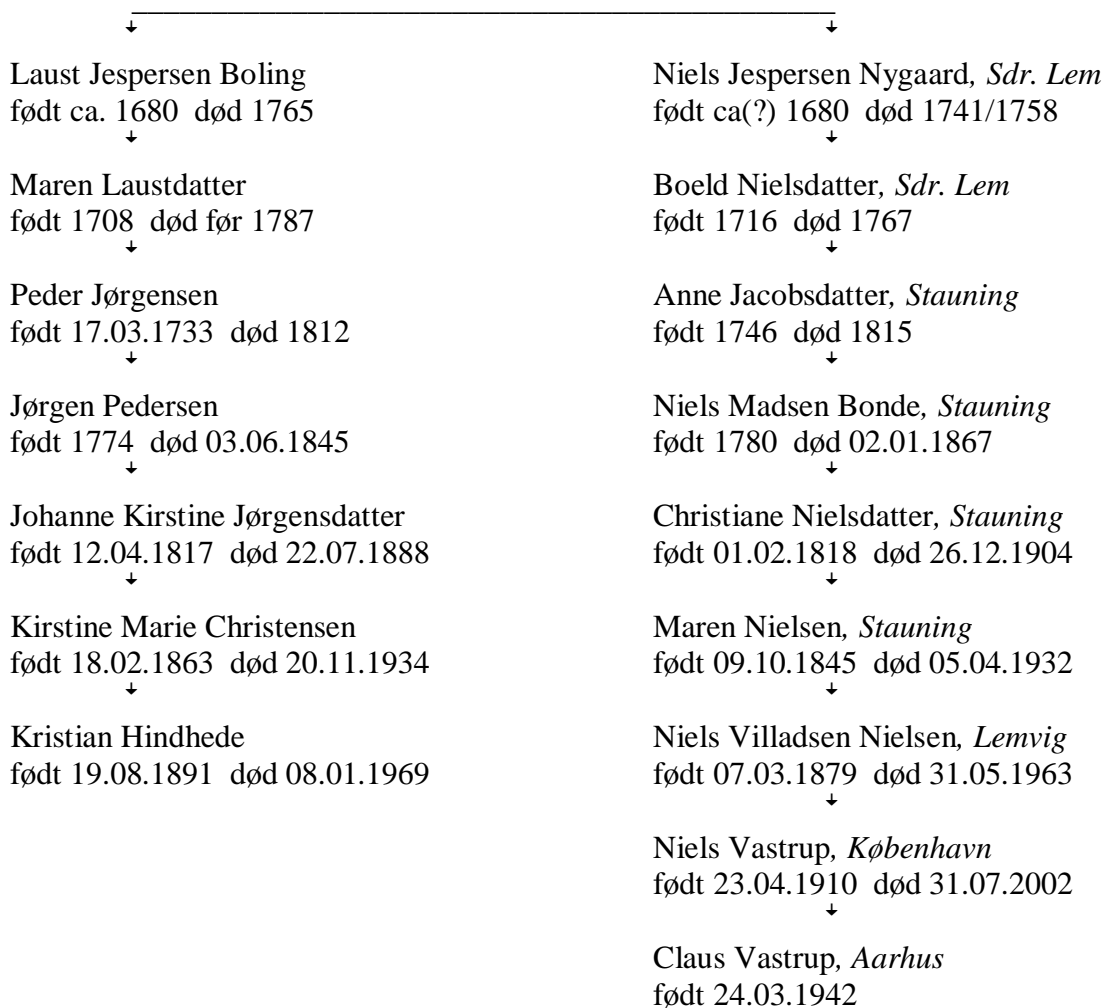 Laust Jespersen Boling
født ca. 1680 død 1765
Maren Laustdatter
født 1708 død før 1787
Peder Jørgensen
født 17.03.1733 død 1812
Jørgen Pedersen
født 1774 død 03.06.1845
Johanne Kirstine Jørgensdatter
født 12.04.1817 død 22.07.1888
Kirstine Marie Christensen
født 18.02.1863 død 20.11.1934
Kristian Hindhede
født 19.08.1891 død 08.01.1969
Niels Jespersen Nygaard, Sdr. Lem
født ca(?) 1680 død 1741/1758
Boeld Nielsdatter, Sdr. Lem
født 1716 død 1767
Anne Jacobsdatter, Stauning
født 1746 død 1815
Niels Madsen Bonde, Stauning
født 1780 død 02.01.1867
Christiane Nielsdatter, Stauning
født 01.02.1818 død 26.12.1904
Maren Nielsen, Stauning
født 09.10.1845 død 05.04.1932
Niels Villadsen Nielsen, Lemvig
født 07.03.1879 død 31.05.1963
Niels Vastrup, København
født 23.04.1910 død 31.07.2002
Claus Vastrup, Aarhus
født 24.03.1942